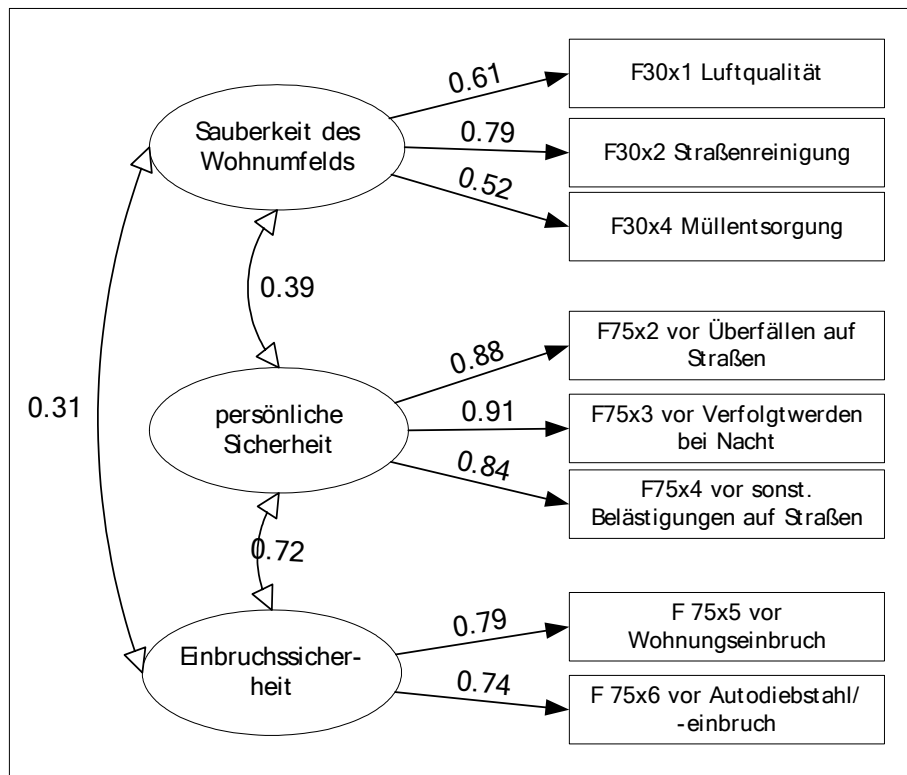 0.61
F30x1 Luftqualität
Sauberkeit des
Wohnumfelds
0.79
F30x2 Straßenreinigung
0.52
F30x4 Müllentsorgung
0.39
F75x2 vor Überfällen auf
Straßen
0.88
0.31
persönliche
Sicherheit
0.91
F75x3 vor Verfolgtwerden
bei Nacht
0.84
F75x4 vor sonst.
Belästigungen auf Straßen
0.72
0.79
F 75x5 vor
Wohnungseinbruch
Einbruchssicher-
heit
0.74
F 75x6 vor Autodiebstahl/
-einbruch